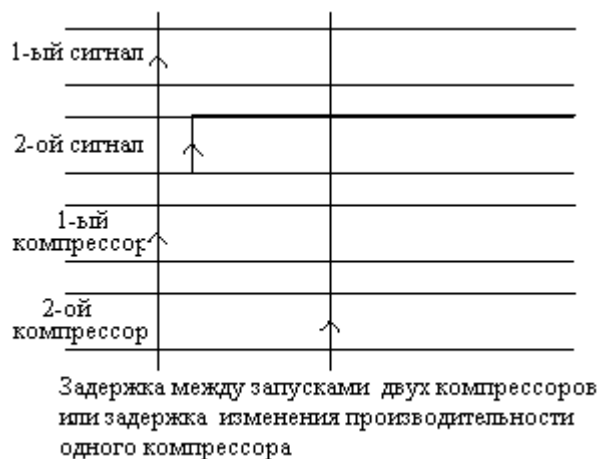 1-ый сигнал
2-ой сигнал
1-ый
компрессор
2-ой
компрессор
Задержка между запусками двух компрессоров
или задержка изменения производительности
одного компрессора